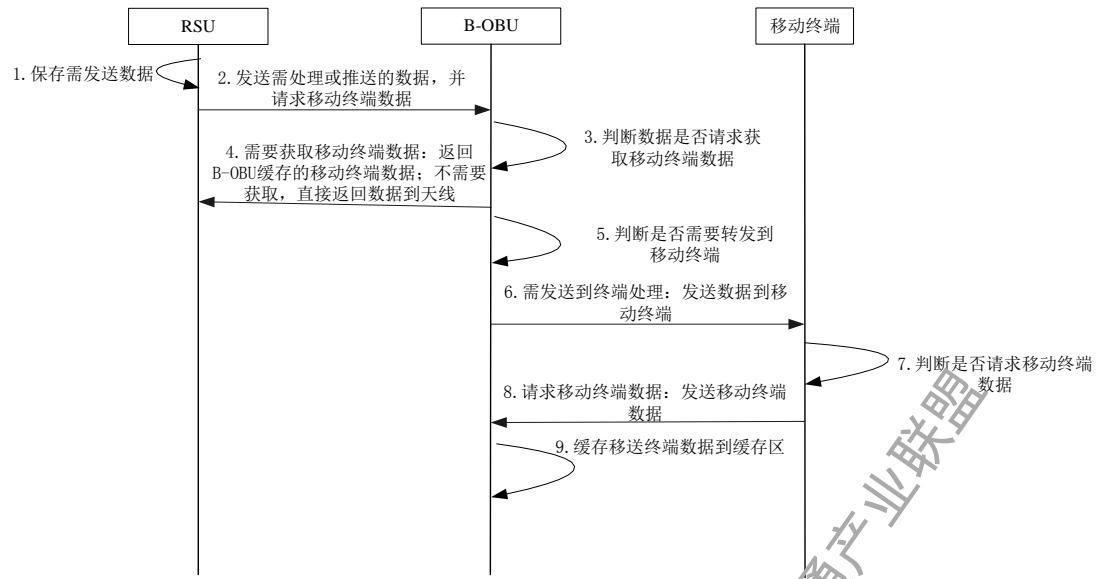 RSU
B-OBU
移动终端
1.保存需发送数据
2.发送需处理或推送的数据，并
请求移动终端数据
3.判断数据是否请求获
取移动终端数据
4.需要获取移动终端数据：返回
B-OBU缓存的移动终端数据；不需要
获取，直接返回数据到天线
5.判断是否需要转发到
移动终端
6.需发送到终端处理：发送数据到移
动终端
7.判断是否请求移动终端
数据
8.请求移动终端数据：发送移动终端
数据
9.缓存移送终端数据到缓存区
通产业联盟